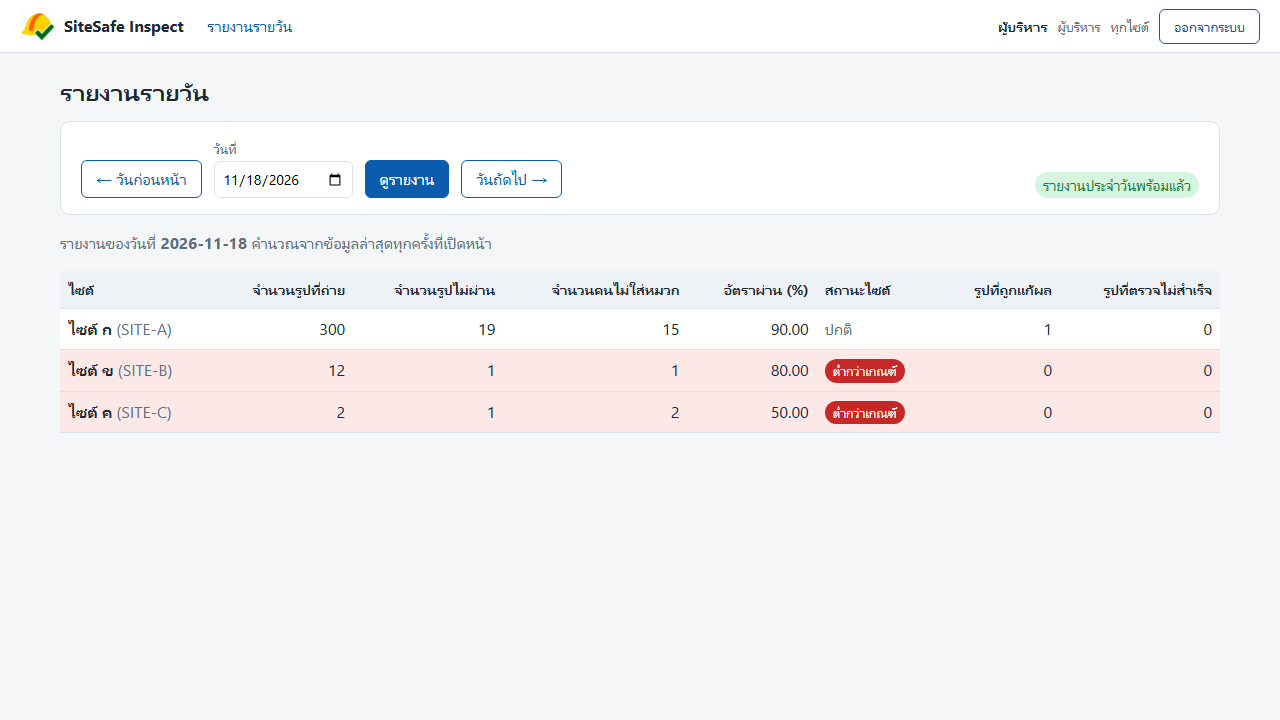 SiteSafe Inspect รายงานรายวัน ผู้บริหาร ผู้บริหาร ทุกไซต์ ออกจากระบบ
รายงานรายวัน
วันที่
← วันก่อนหน้า 11/18/2026 ดูรายงาน วันถัดไป → รายงานประจำวันพร้อมแล้ว
รายงานของวันที่ 2026-11-18 คำนวณจากข้อมูลล่าสุดทุกครั้งที่เปิดหน้า
ไซต์ จำนวนรูปที่ถ่าย จำนวนรูปไม่ผ่าน จำนวนคนไม่ใส่หมวก อัตราผ่าน (%) สถานะไซต์ รูปที่ถูกแก้ผล รูปที่ตรวจไม่สำเร็จ
ไซต์ ก (SITE-A) 300 19 15 90.00 ปกติ 1 0
ไซต์ ข (SITE-B) 12 1 1 80.00 ต่ำกว่าเกณฑ์ 0 0
ไซต์ ค (SITE-C) 2 1 2 50.00 ต่ำกว่าเกณฑ์ 0 0